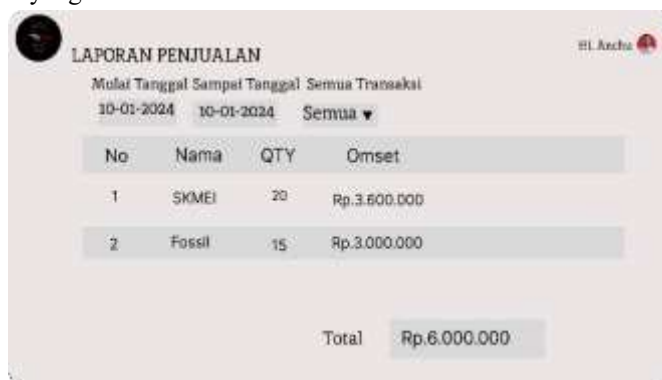 Hi. Ancha
LAPORAN PENJUALAN
Mulai Tanggal Sampai Tanggal Semua Transaksi
10-01-2024 10-01-2024 Semua
No Nama QTY Omset
1 SKMEI 20 Rp.3.600.000
2 Fossil 15 Rp.3.000.000
Total Rp.6.000.000